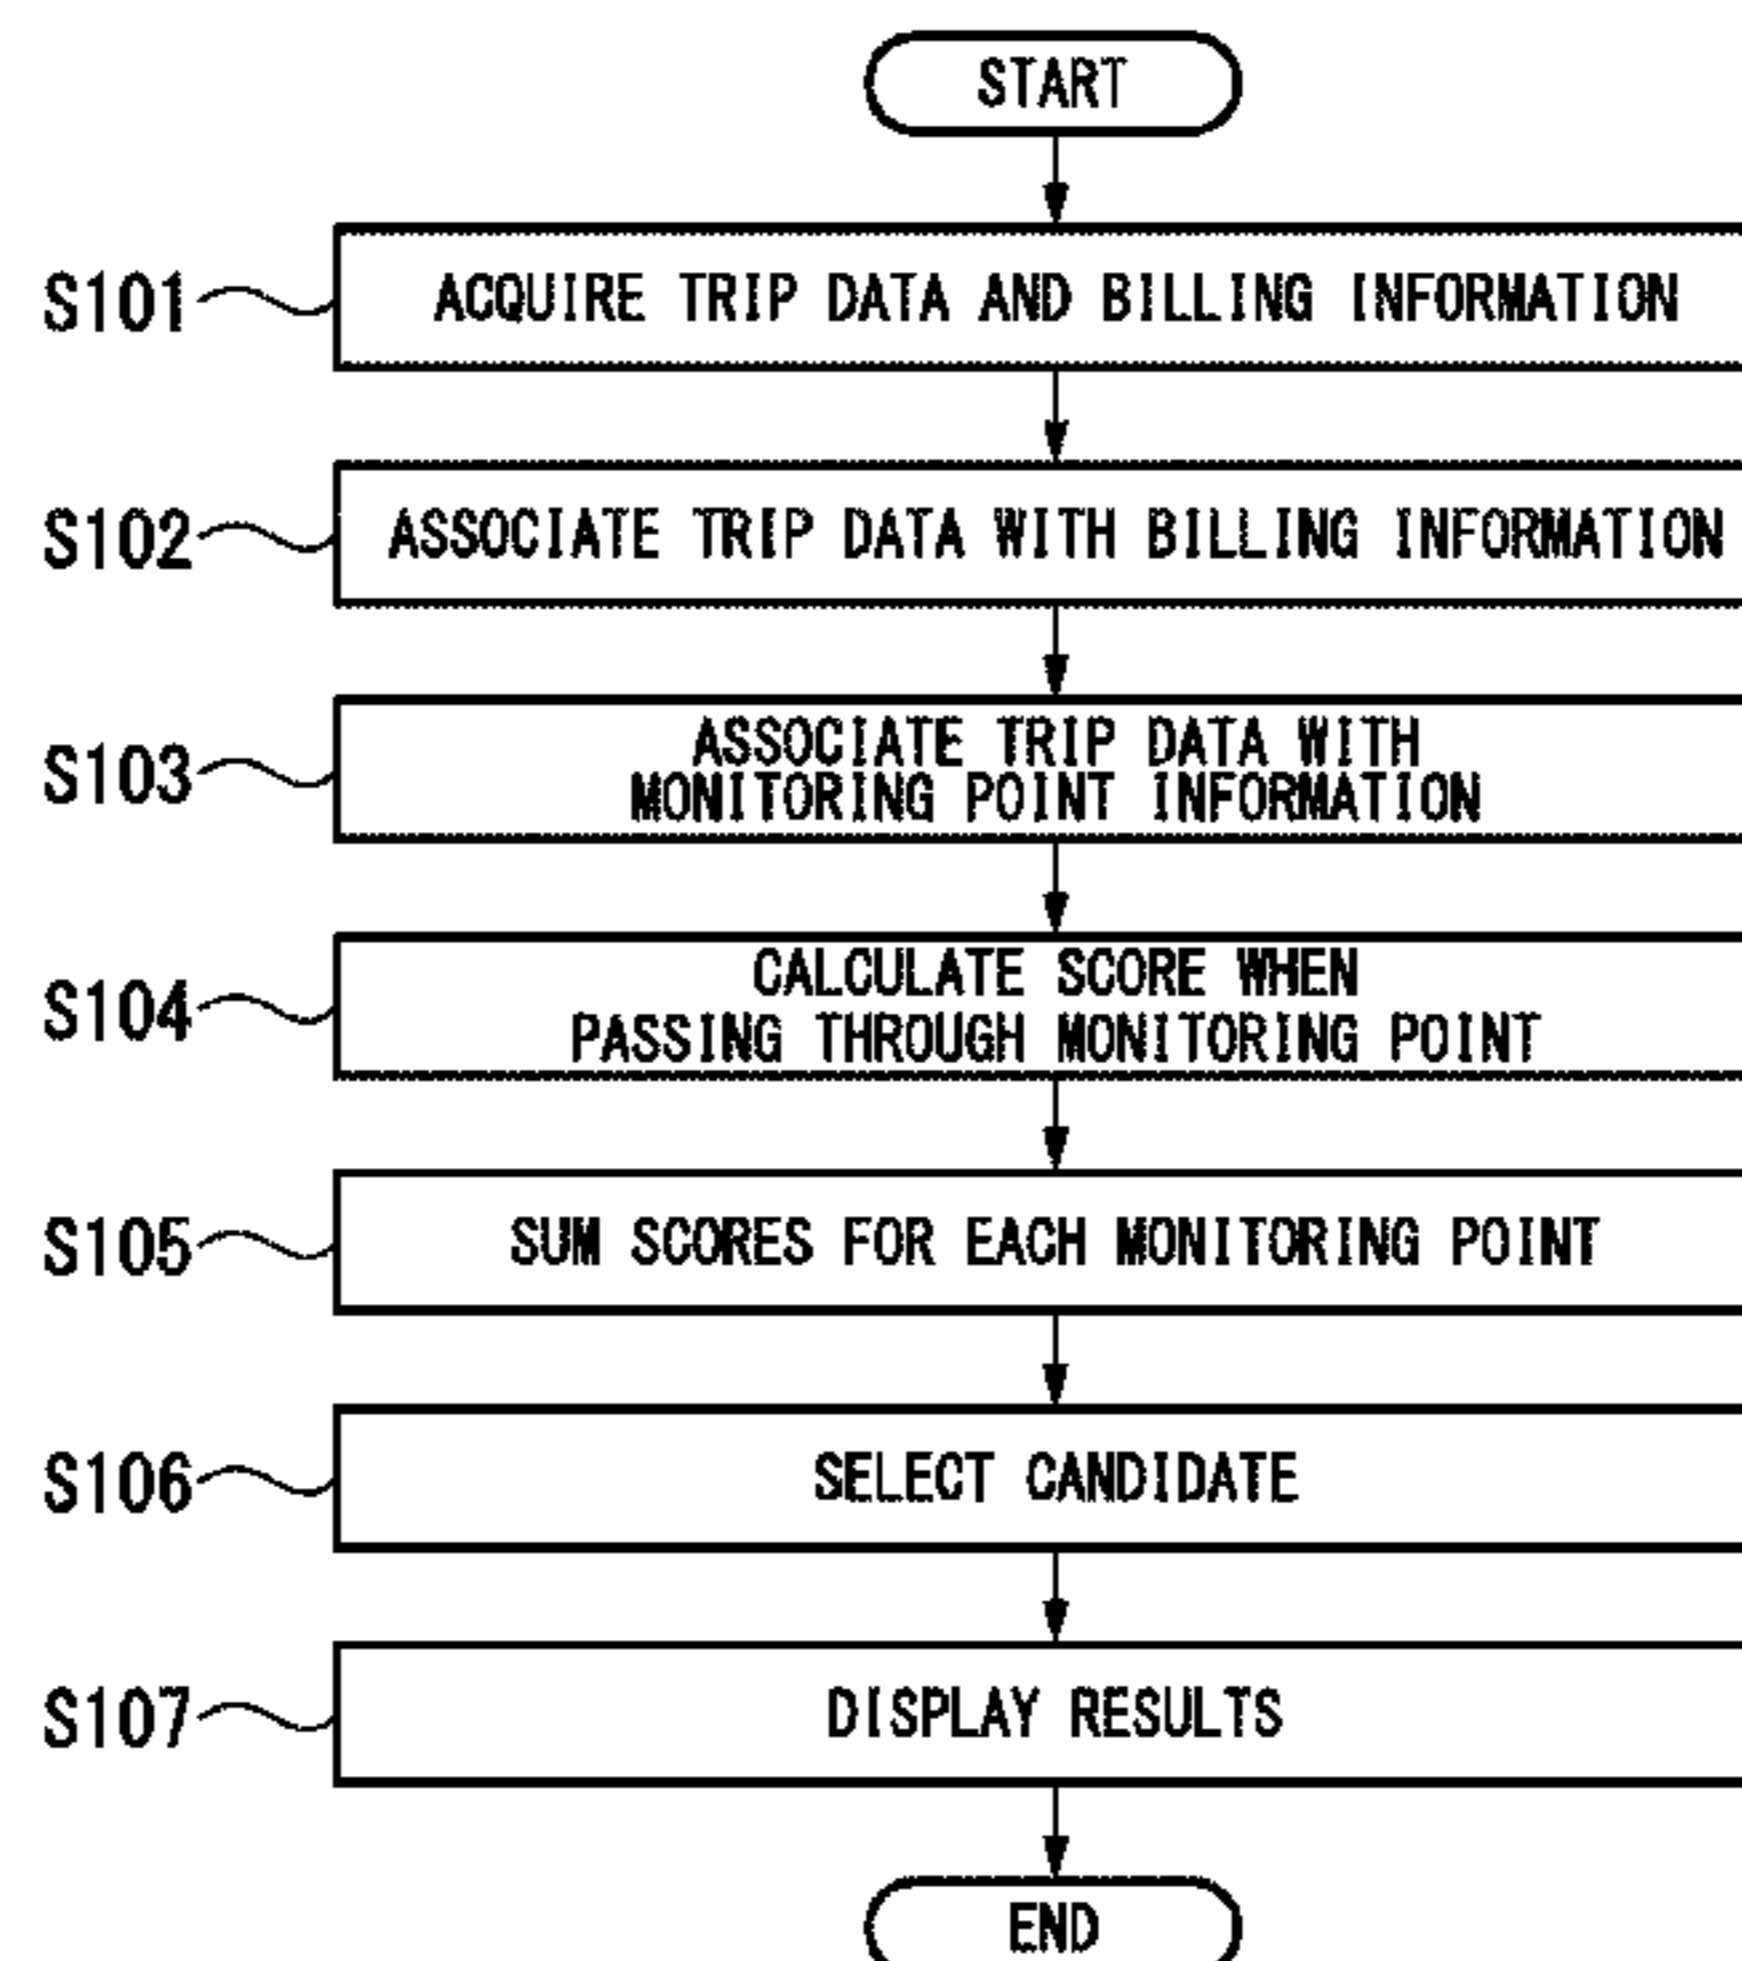 START
S101
ACQUIRE TRIP DATA AND BILLING INFORMATION
S102
ASSOCIATE TRIP DATA WITH BILLING INFORMATION
S103
ASSOCIATE TRIP DATA WITH
MONITORING POINT INFORMATION
S104
CALCULATE SCORE WHEN
PASSING THROUGH MONITORING POINT
S105
SUM SCORES FOR EACH MONITORING POINT
S106
SELECT CANDIDATE
S107
DISPLAY RESULTS
END